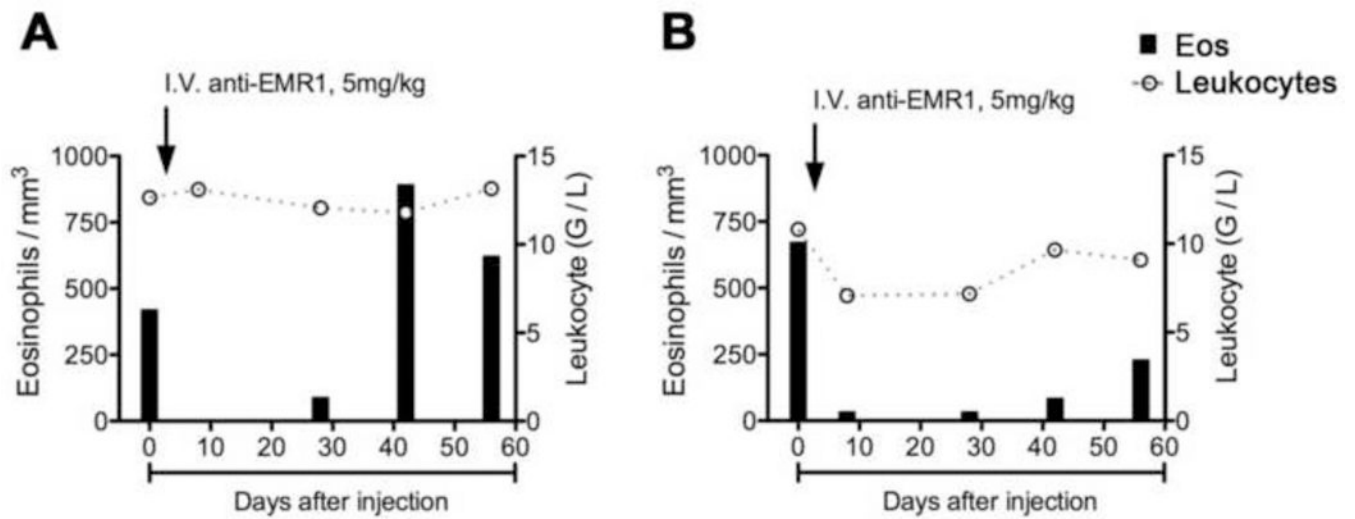 A
I.V. anti-EMR1, 5mg/kg
1000
750
500
250
0
Eosinophils / mm³
15
10
5
0
Leukocyte (G / L)
0 10 20 30 40 50 60
Days after injection
B
Eos
Leukocytes
I.V. anti-EMR1, 5mg/kg
1000
750
500
250
0
Eosinophils / mm³
15
10
5
0
Leukocyte (G / L)
0 10 20 30 40 50 60
Days after injection